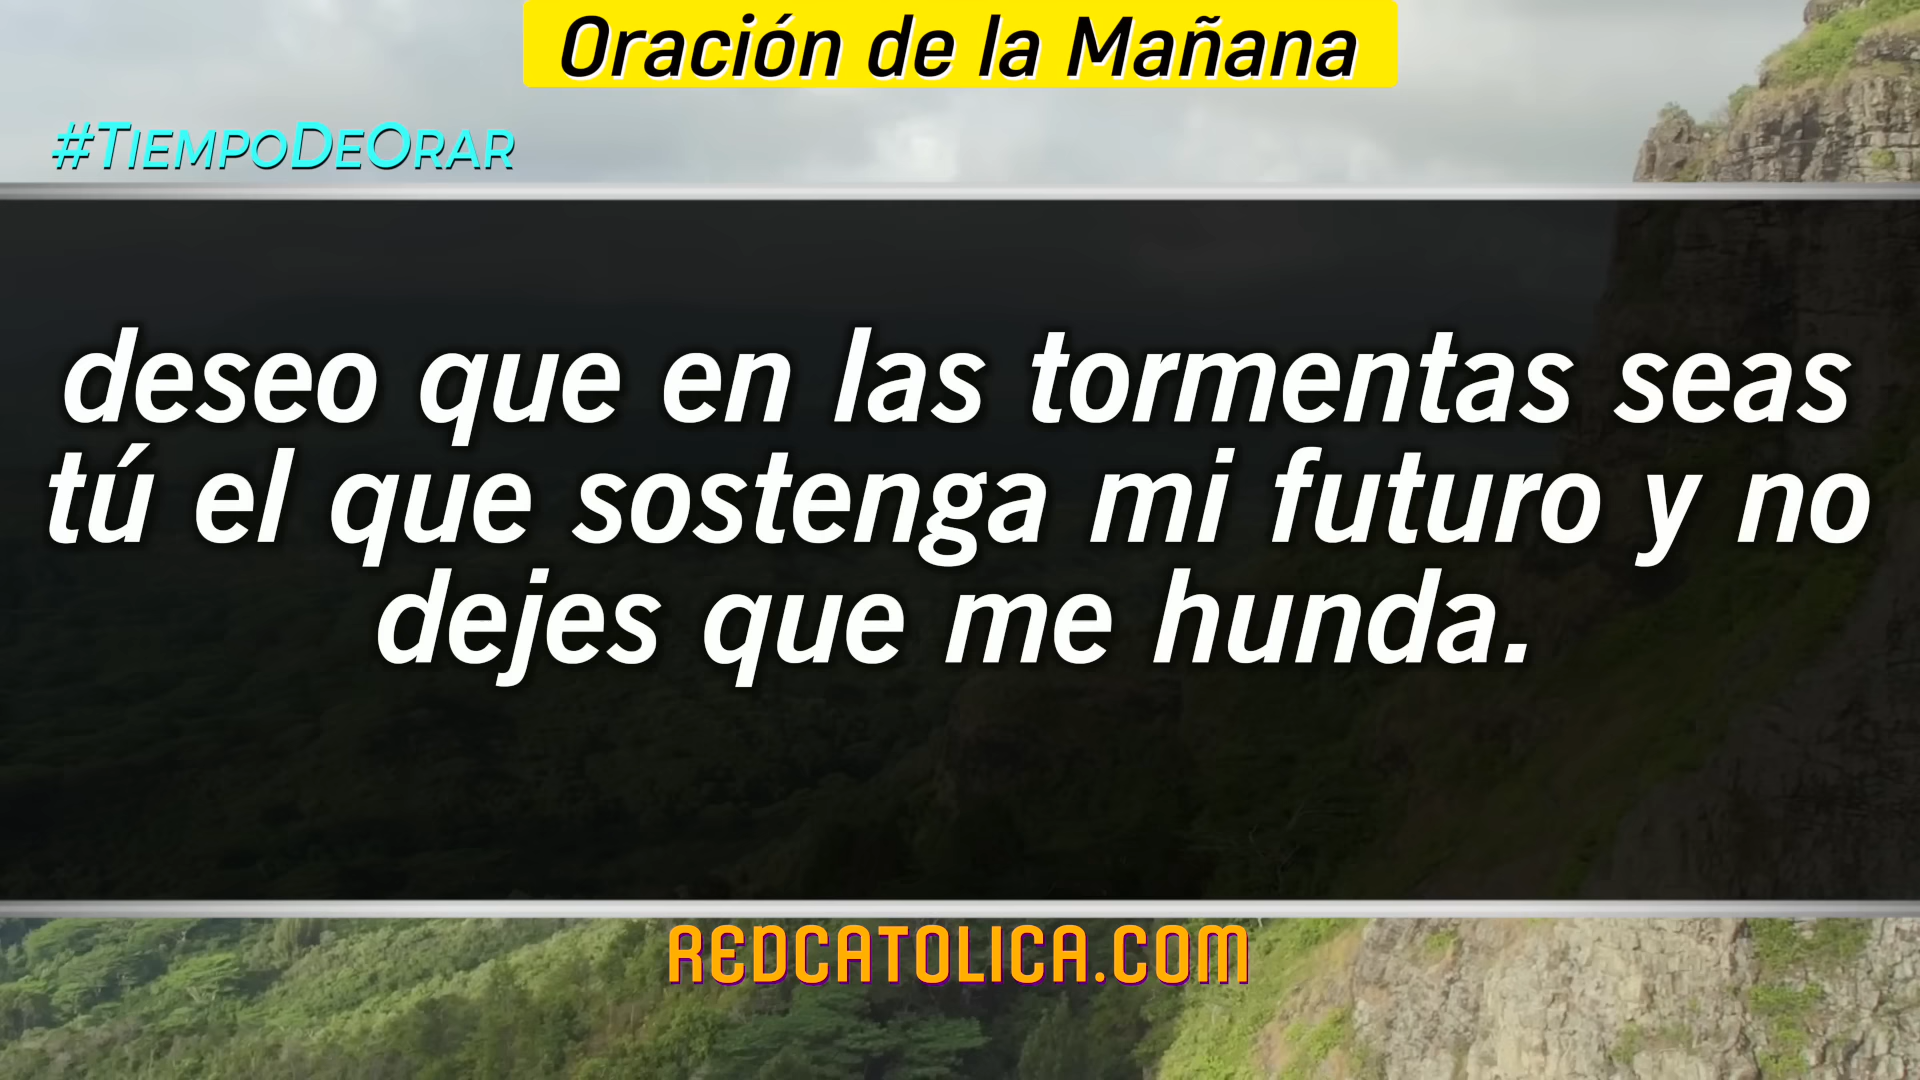 Oración de la Mañana
#TiempoDeOrar
deseo que en las tormentas seas
tú el que sostenga mi futuro y no
dejes que me hunda.
REDCATOLICA.COM